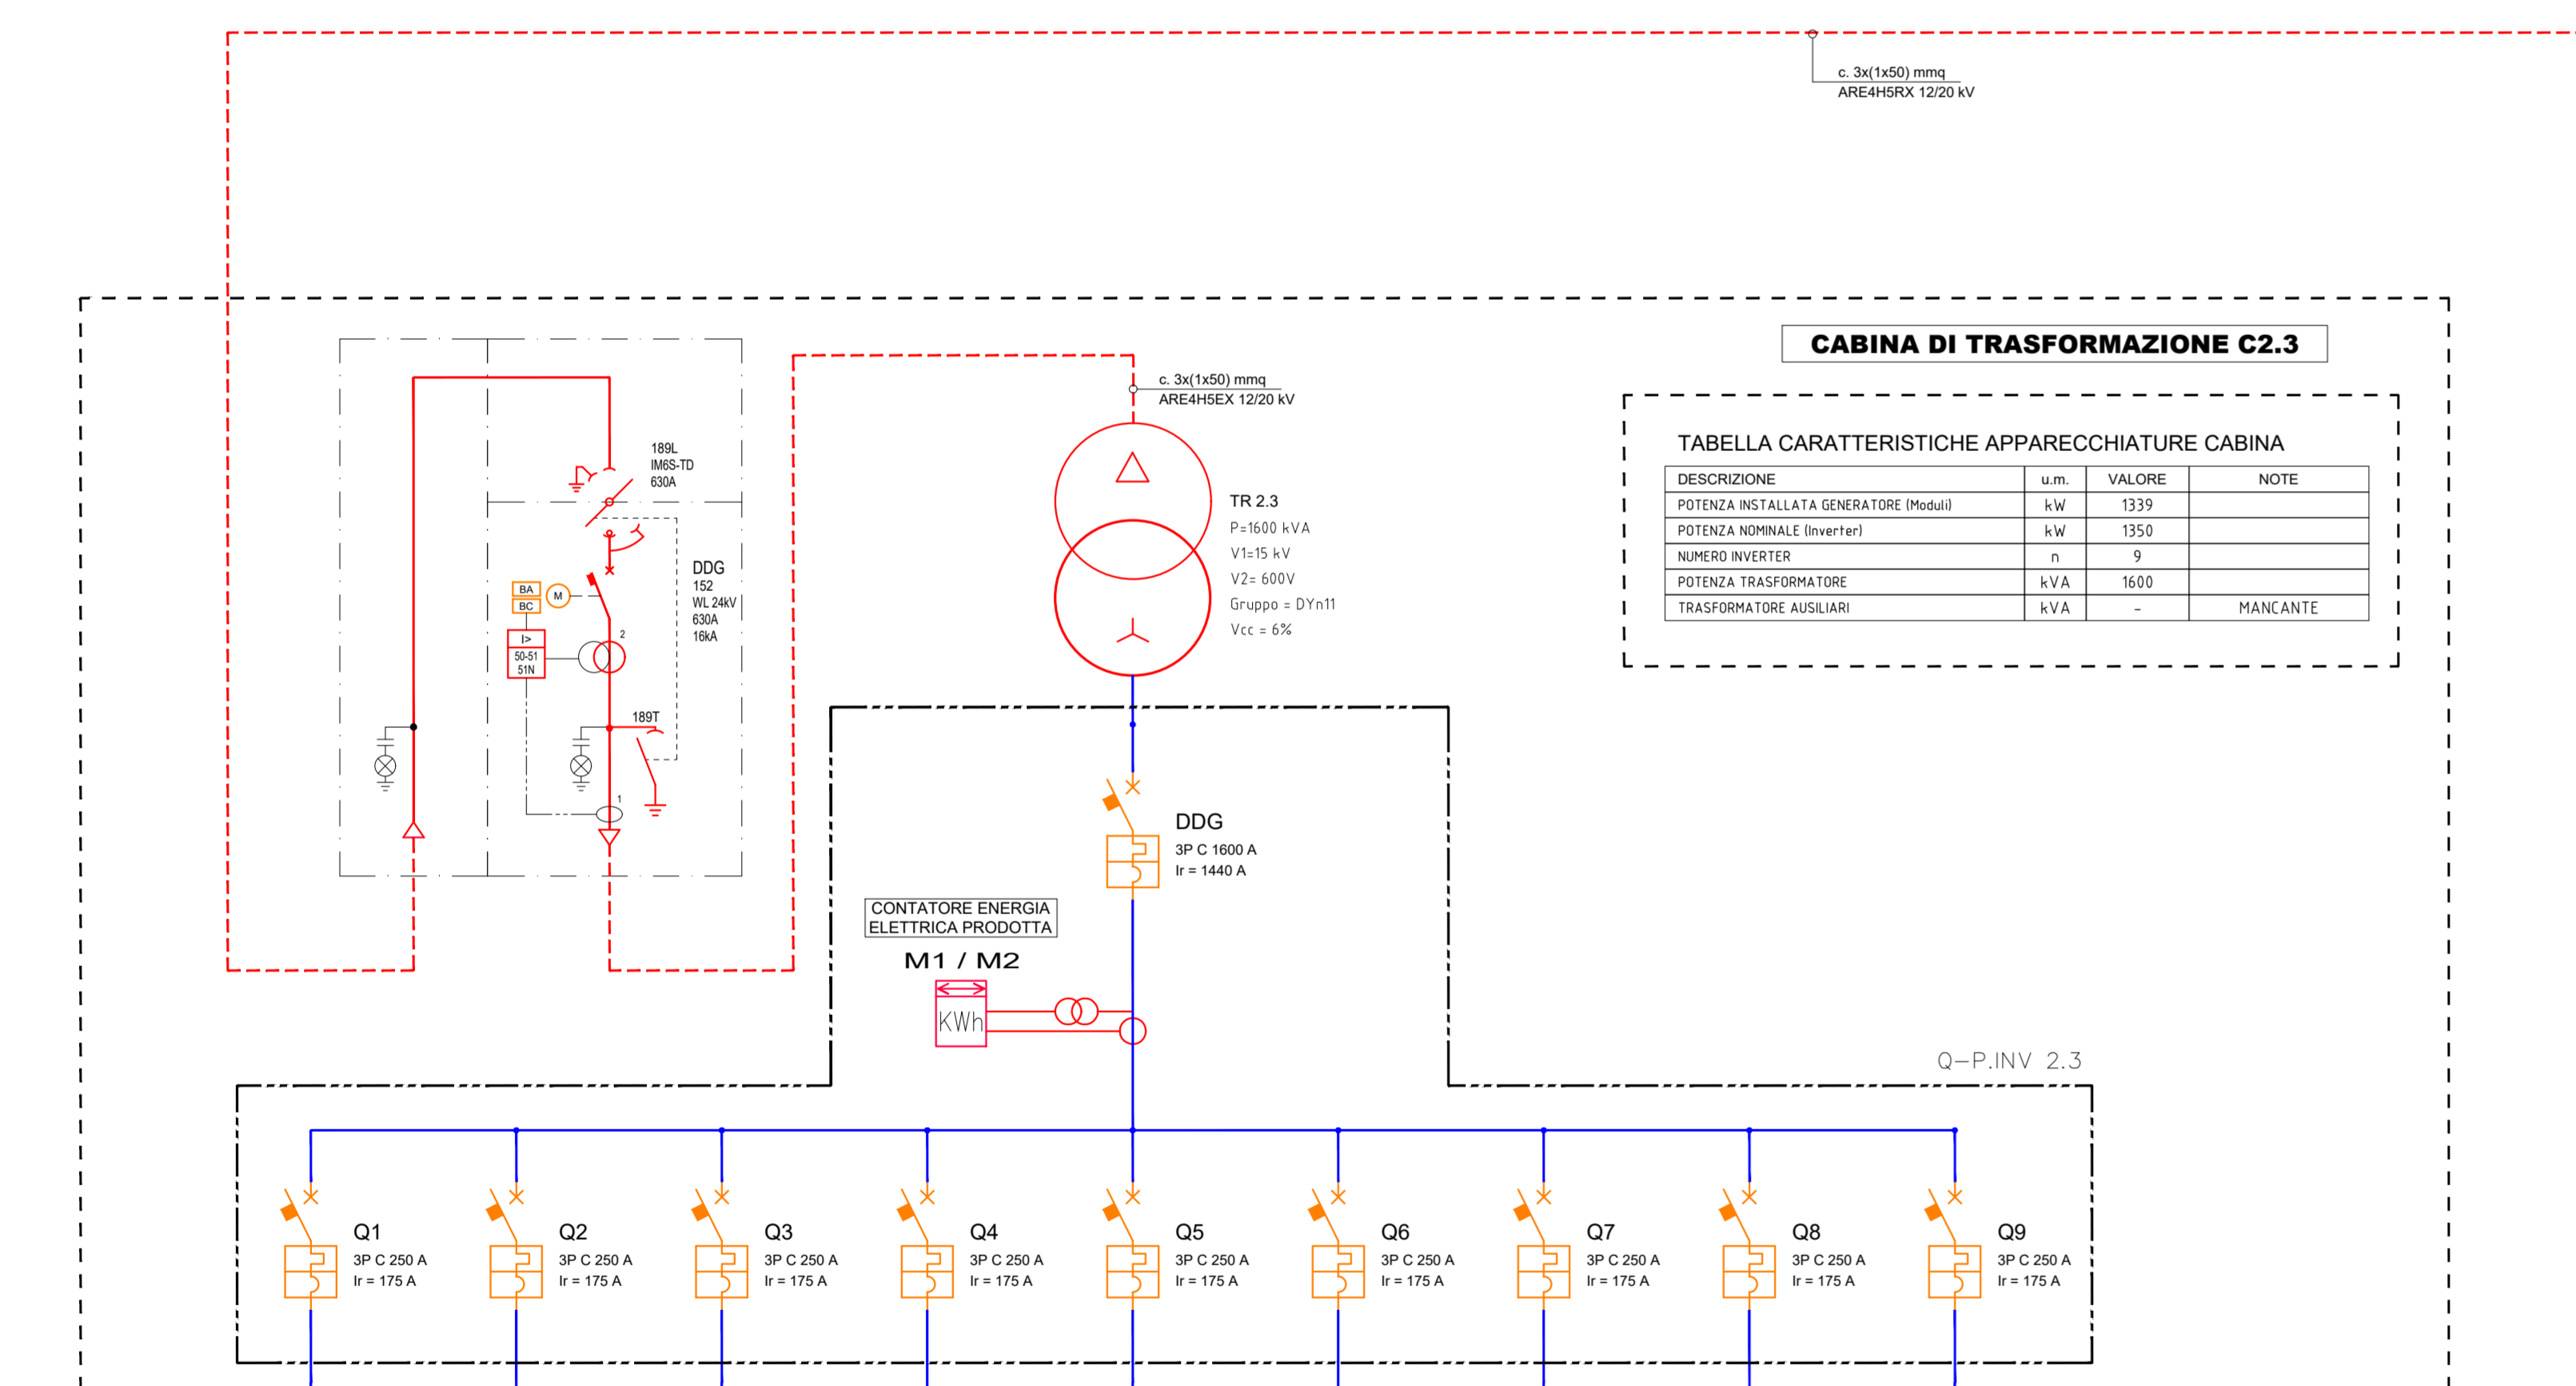 c. 3x(1x50) mmq
ARE4H5RX 12/20 kV
CABINA DI TRASFORMAZIONE C2.3
TABELLA CARATTERISTICHE APPARECCHIATURE CABINA
DESCRIZIONE u.m. VALORE NOTE
POTENZA INSTALLATA GENERATORE (Moduli) kW 1339
POTENZA NOMINALE (Inverter) kW 1350
NUMERO INVERTER n 9
POTENZA TRASFORMATORE kVA 1600
TRASFORMATORE AUSILIARI kVA - MANCANTE
c. 3x(1x50) mmq
ARE4H5EX 12/20 kV
189L
IM6S-TD
630A
DDG
152
WL 24kV
630A
16kA
BA
BC
M
I>
50-51
51N
2
189T
1
TR 2.3
P=1600 kVA
V1=15 kV
V2= 600V
Gruppo = DYn11
Vcc = 6%
DDG
3P C 1600 A
Ir = 1440 A
CONTATORE ENERGIA
ELETTRICA PRODOTTA
M1 / M2
KWh
Q-P.INV 2.3
Q1
3P C 250 A
Ir = 175 A
Q2
3P C 250 A
Ir = 175 A
Q3
3P C 250 A
Ir = 175 A
Q4
3P C 250 A
Ir = 175 A
Q5
3P C 250 A
Ir = 175 A
Q6
3P C 250 A
Ir = 175 A
Q7
3P C 250 A
Ir = 175 A
Q8
3P C 250 A
Ir = 175 A
Q9
3P C 250 A
Ir = 175 A